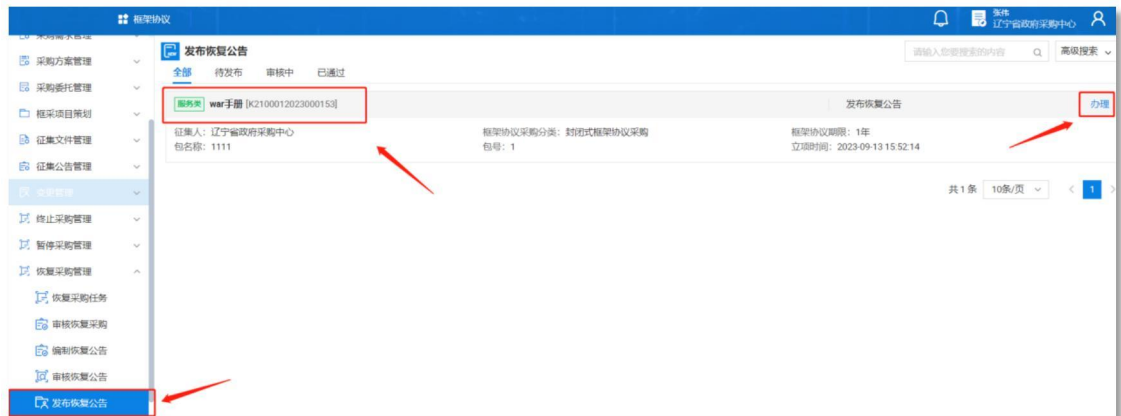 框架协议
张伟
辽宁省政府采购中心
采购需求管理
采购方案管理
采购委托管理
框采项目策划
征集文件管理
征集公告管理
变更管理
终止采购管理
暂停采购管理
恢复采购管理
恢复采购任务
审核恢复采购
编制恢复公告
审核恢复公告
发布恢复公告
发布恢复公告
请输入您要搜索的内容
高级搜索
全部 待发布 审核中 已通过
服务类 war手册 [K2100012023000153] 发布恢复公告 办理
征集人：辽宁省政府采购中心 框架协议采购分类：封闭式框架协议采购 框架协议期限：1年
包名称：1111 包号：1 立项时间：2023-09-13 15:52:14
共1条 10条/页 < 1 >